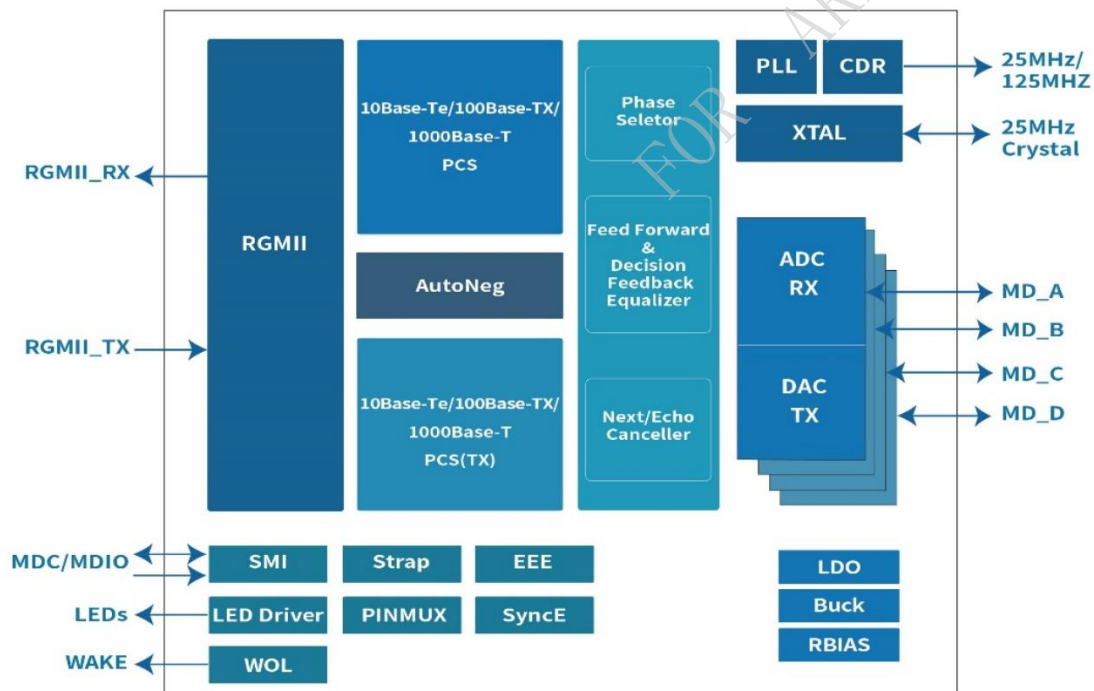 PLL
CDR
25MHz/
125MHZ
XTAL
25MHz
Crystal
10Base-Te/100Base-TX/
1000Base-T
PCS
Phase
Seletor
FOR
RGMII_RX
RGMII
Feed Forward
&
Decision
Feedback
Equalizer
ADC
RX
AutoNeg
MD_A
MD_B
RGMII_TX
MD_C
MD_D
DAC
TX
10Base-Te/100Base-TX/
1000Base-T
PCS(TX)
Next/Echo
Canceller
MDC/MDIO
SMI
Strap
EEE
LDO
LEDs
LED Driver
PINMUX
SyncE
Buck
WAKE
WOL
RBIAS